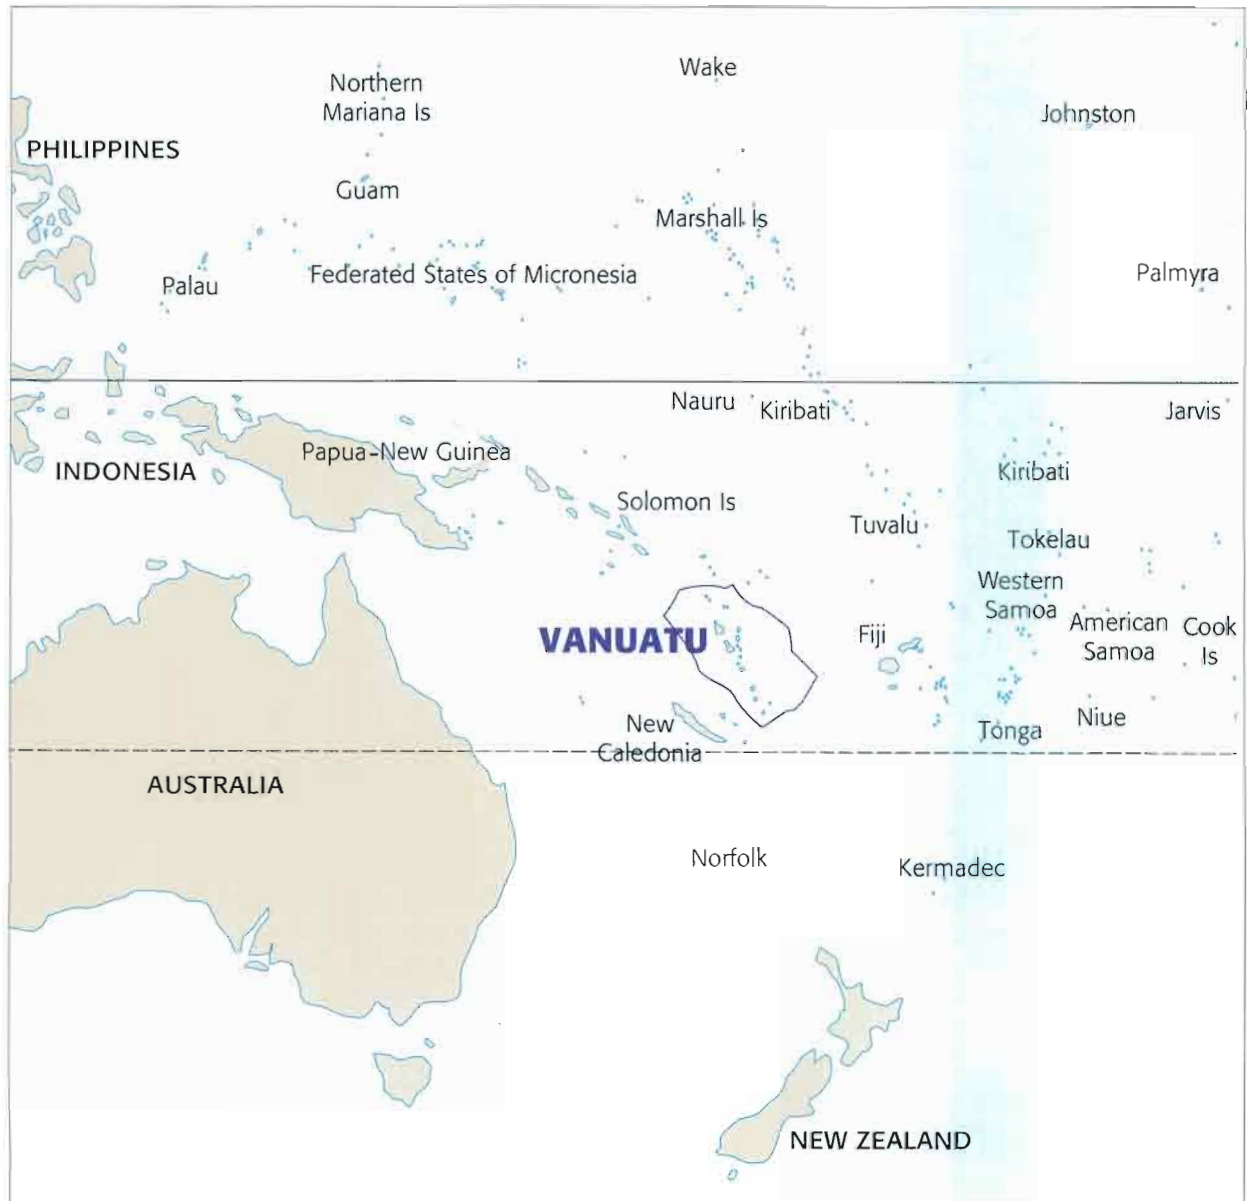 Wake
Northern
Mariana Is
Johnston
PHILIPPINES
Guam
Marshall Is
Federated States of Micronesia
Palmyra
Palau
Nauru
Kiribati
Jarvis
Papua-New Guinea
INDONESIA
Kiribati
Solomon Is
Tuvalu
Tokelau
Western
Samoa
American
Samoa
Cook
Is
VANUATU
Fiji
New
Caledonia
Tonga
Niue
AUSTRALIA
Norfolk
Kermadec
NEW ZEALAND